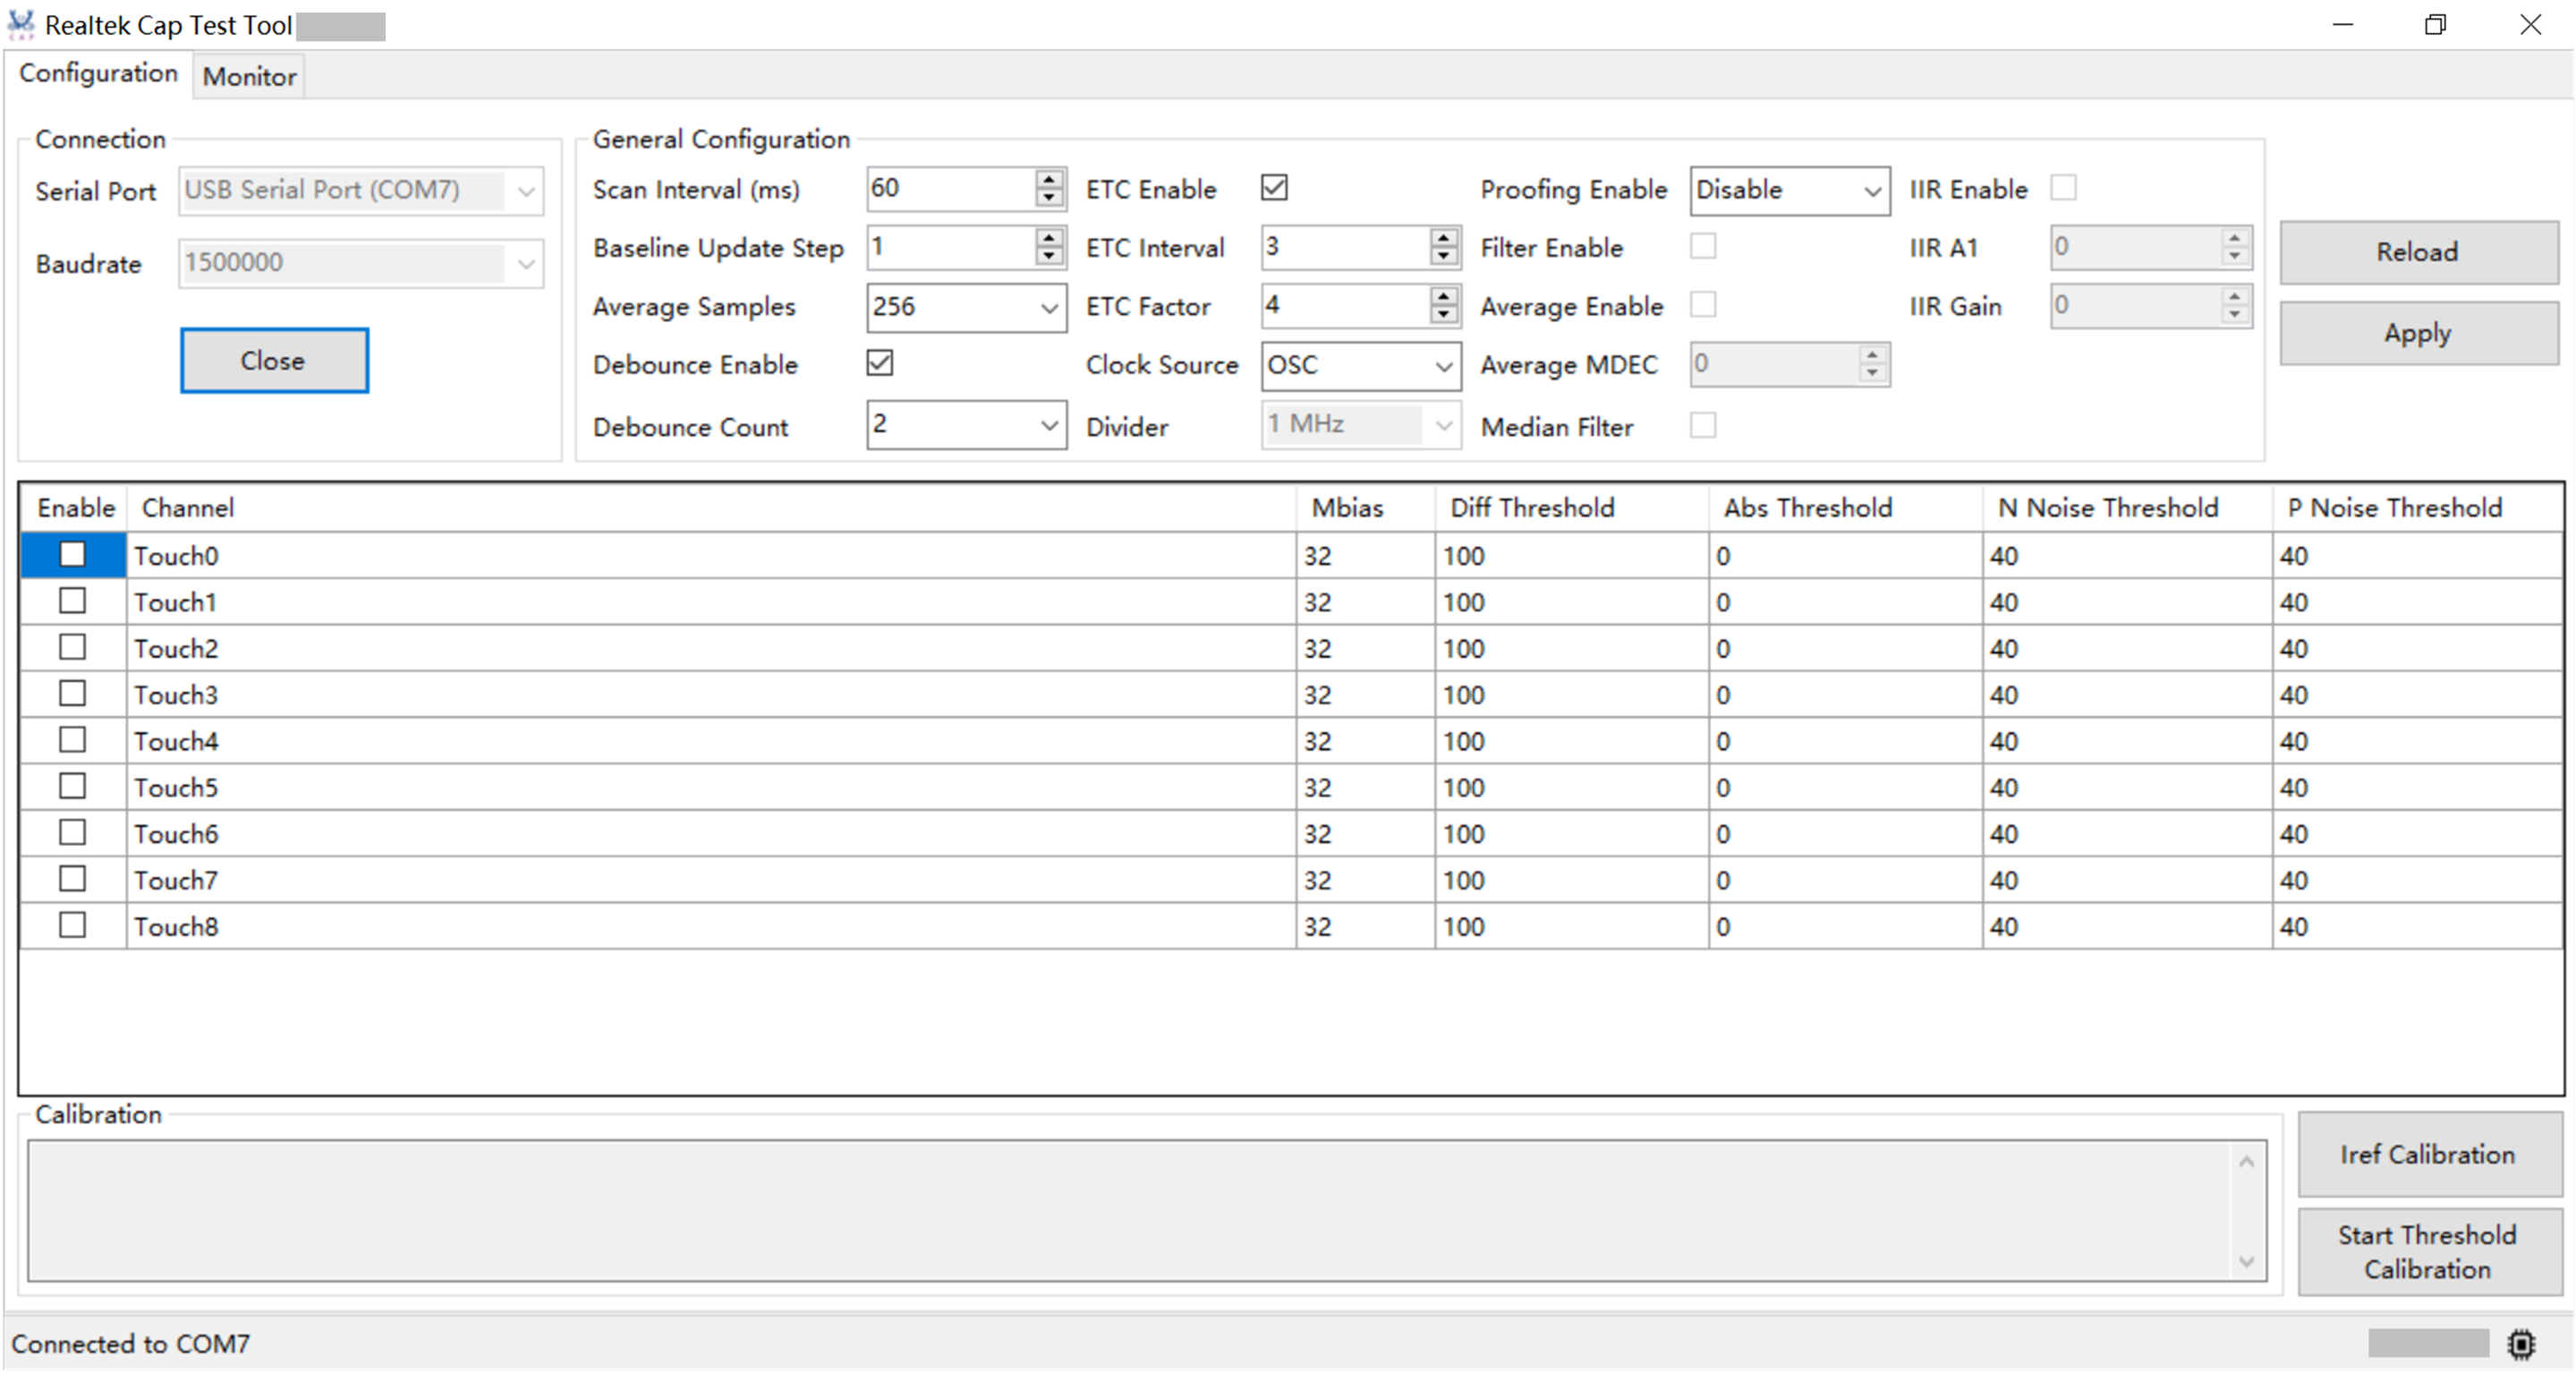 Realtek Cap Test Tool
CAP
Configuration Monitor
Connection
Serial Port USB Serial Port (COM7)
Baudrate 1500000
Close
General Configuration
Scan Interval (ms) 60 ETC Enable Proofing Enable Disable IIR Enable
Baseline Update Step 1 ETC Interval 3 Filter Enable IIR A1 0
Average Samples 256 ETC Factor 4 Average Enable IIR Gain 0
Debounce Enable Clock Source OSC Average MDEC 0
Debounce Count 2 Divider 1 MHz Median Filter
Reload
Apply
Enable Channel Mbias Diff Threshold Abs Threshold N Noise Threshold P Noise Threshold
Touch0 32 100 0 40 40
Touch1 32 100 0 40 40
Touch2 32 100 0 40 40
Touch3 32 100 0 40 40
Touch4 32 100 0 40 40
Touch5 32 100 0 40 40
Touch6 32 100 0 40 40
Touch7 32 100 0 40 40
Touch8 32 100 0 40 40
Calibration
Iref Calibration
Start Threshold
Calibration
Connected to COM7